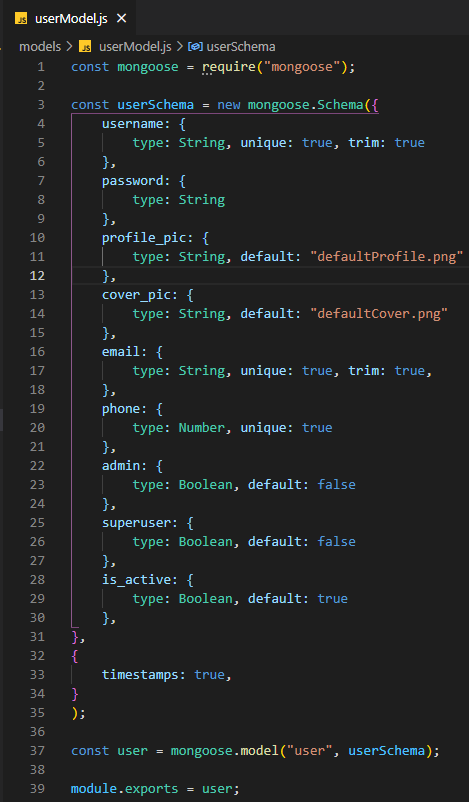 JS userModel.js ×
models > JS userModel.js > userSchema
1 const mongoose = require("mongoose");
2
3 const userSchema = new mongoose.Schema({
4     username: {
5         type: String, unique: true, trim: true
6     },
7     password: {
8         type: String
9     },
10     profile_pic: {
11         type: String, default: "defaultProfile.png"
12     },
13     cover_pic: {
14         type: String, default: "defaultCover.png"
15     },
16     email: {
17         type: String, unique: true, trim: true,
18     },
19     phone: {
20         type: Number, unique: true
21     },
22     admin: {
23         type: Boolean, default: false
24     },
25     superuser: {
26         type: Boolean, default: false
27     },
28     is_active: {
29         type: Boolean, default: true
30     },
31 },
32 {
33     timestamps: true,
34 }
35 );
36
37 const user = mongoose.model("user", userSchema);
38
39 module.exports = user;